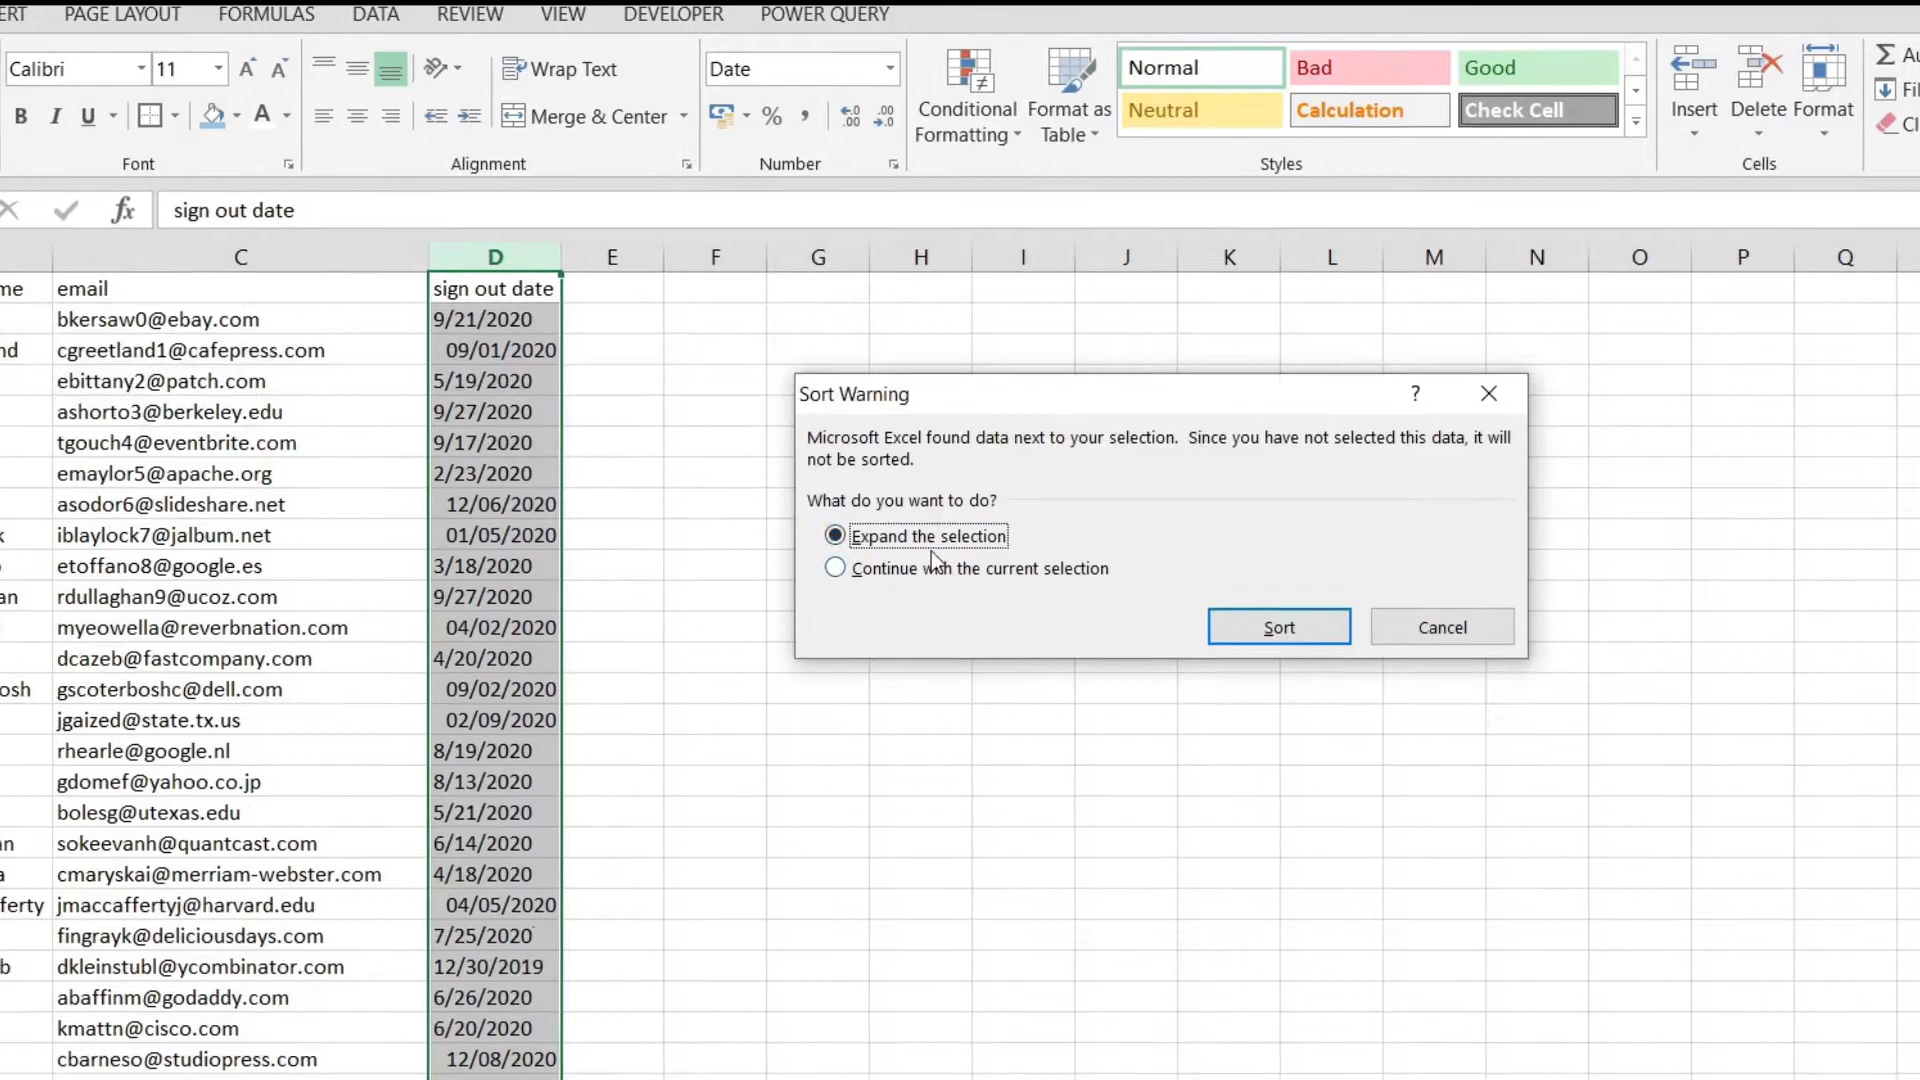 ERT PAGE LAYOUT FORMULAS DATA REVIEW VIEW DEVELOPER POWER QUERY
Calibri 11 A A Wrap Text Date Normal Bad Good Σ Au
B I U A Merge & Center % , .00 .00 Conditional Formatting Format as Table Neutral Calculation Check Cell Insert Delete Format Fil
Cl
Font Alignment Number Styles Cells
fx sign out date
C D E F G H I J K L M N O P Q
me email sign out date
bkersaw0@ebay.com 9/21/2020
nd cgreetland1@cafepress.com 09/01/2020
ebittany2@patch.com 5/19/2020
ashorto3@berkeley.edu 9/27/2020
tgouch4@eventbrite.com 9/17/2020
emaylor5@apache.org 2/23/2020
asodor6@slideshare.net 12/06/2020
k iblaylock7@jalbum.net 01/05/2020
etoffano8@google.es 3/18/2020
an rdullaghan9@ucoz.com 9/27/2020
myeowella@reverbnation.com 04/02/2020
dcazeb@fastcompany.com 4/20/2020
osh gscoterboshc@dell.com 09/02/2020
jgaized@state.tx.us 02/09/2020
rhearle@google.nl 8/19/2020
gdomef@yahoo.co.jp 8/13/2020
bolesg@utexas.edu 5/21/2020
an sokeevanh@quantcast.com 6/14/2020
a cmaryskai@merriam-webster.com 4/18/2020
ferty jmaccaffertyj@harvard.edu 04/05/2020
fingrayk@deliciousdays.com 7/25/2020
b dkleinstubl@ycombinator.com 12/30/2019
abaffinm@godaddy.com 6/26/2020
kmattn@cisco.com 6/20/2020
cbarneso@studiopress.com 12/08/2020
Sort Warning ?
Microsoft Excel found data next to your selection. Since you have not selected this data, it will
not be sorted.
What do you want to do?
Expand the selection
Continue with the current selection
Sort Cancel